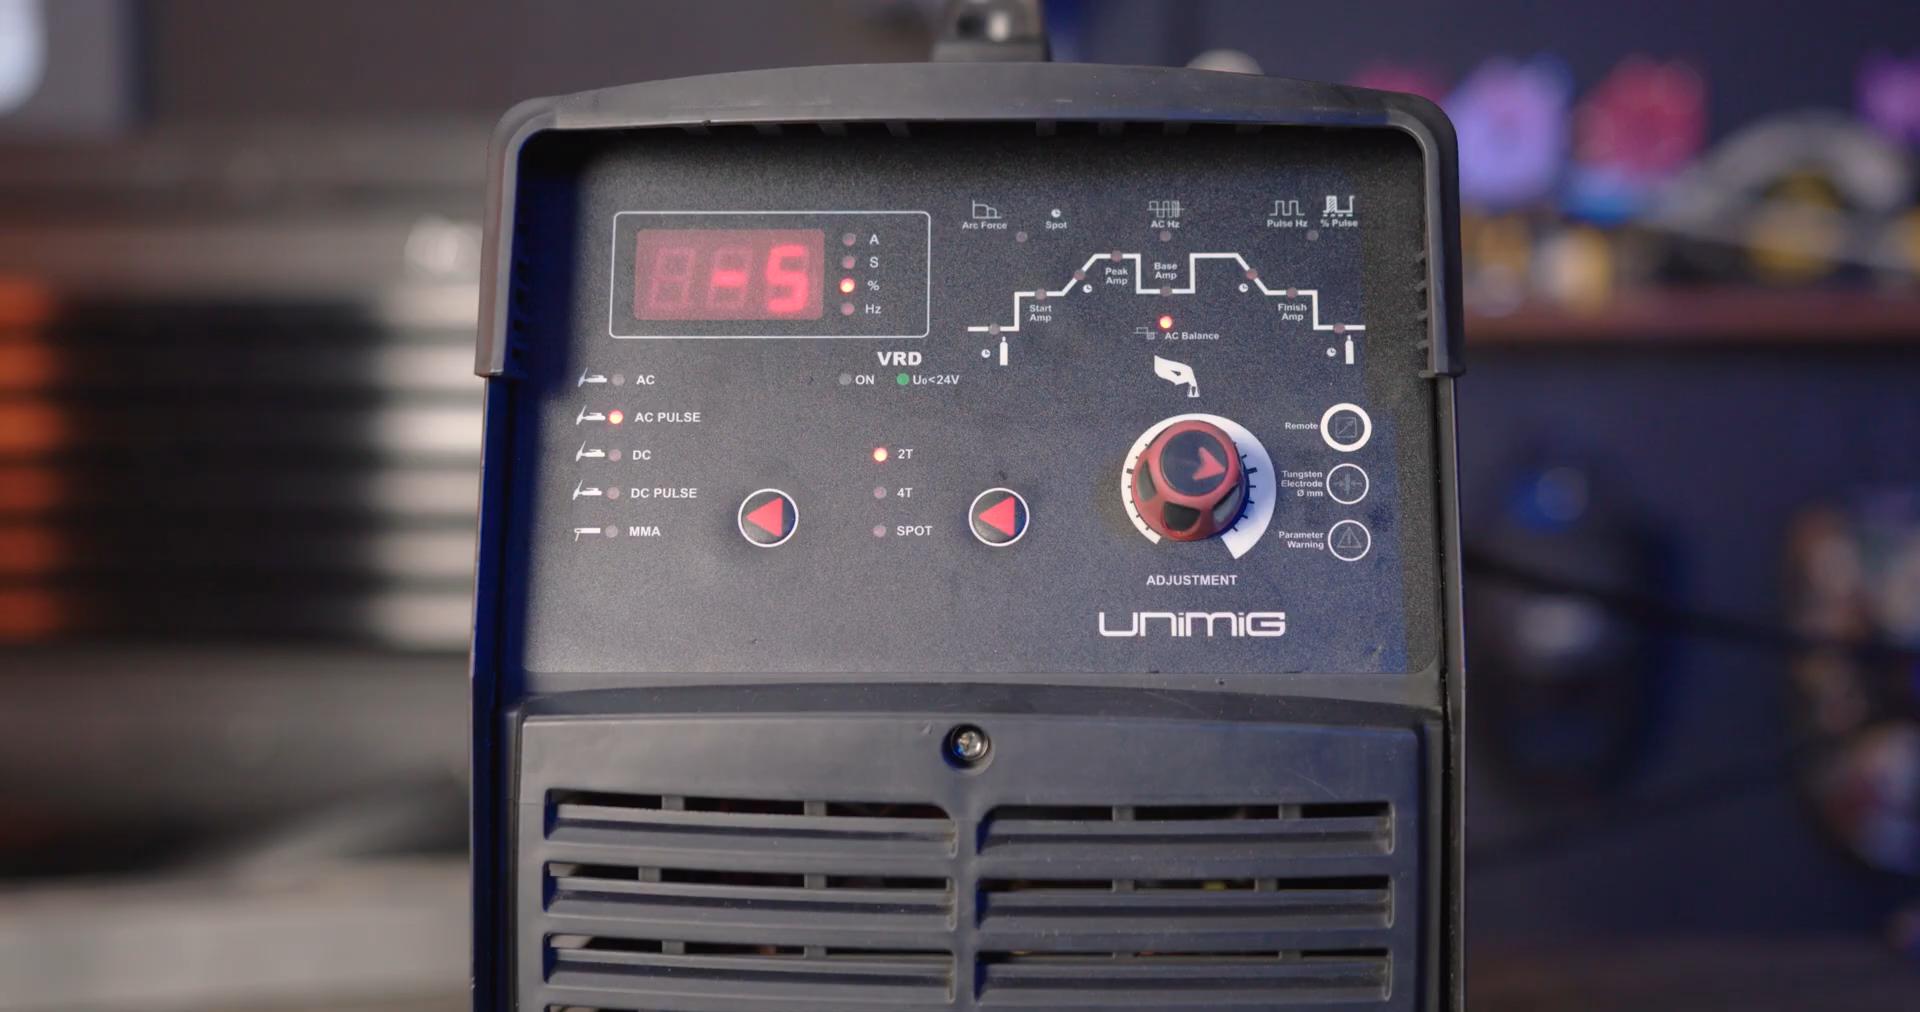 -5
A
S
%
Hz
Arc Force
Spot
AC Hz
Pulse Hz
% Pulse
Start
Amp
Peak
Amp
Base
Amp
Finish
Amp
AC Balance
VRD
ON
U₀<24V
AC
AC PULSE
DC
DC PULSE
MMA
2T
4T
SPOT
Remote
Tungsten
Electrode
Ø mm
Parameter
Warning
ADJUSTMENT
UNIMIG